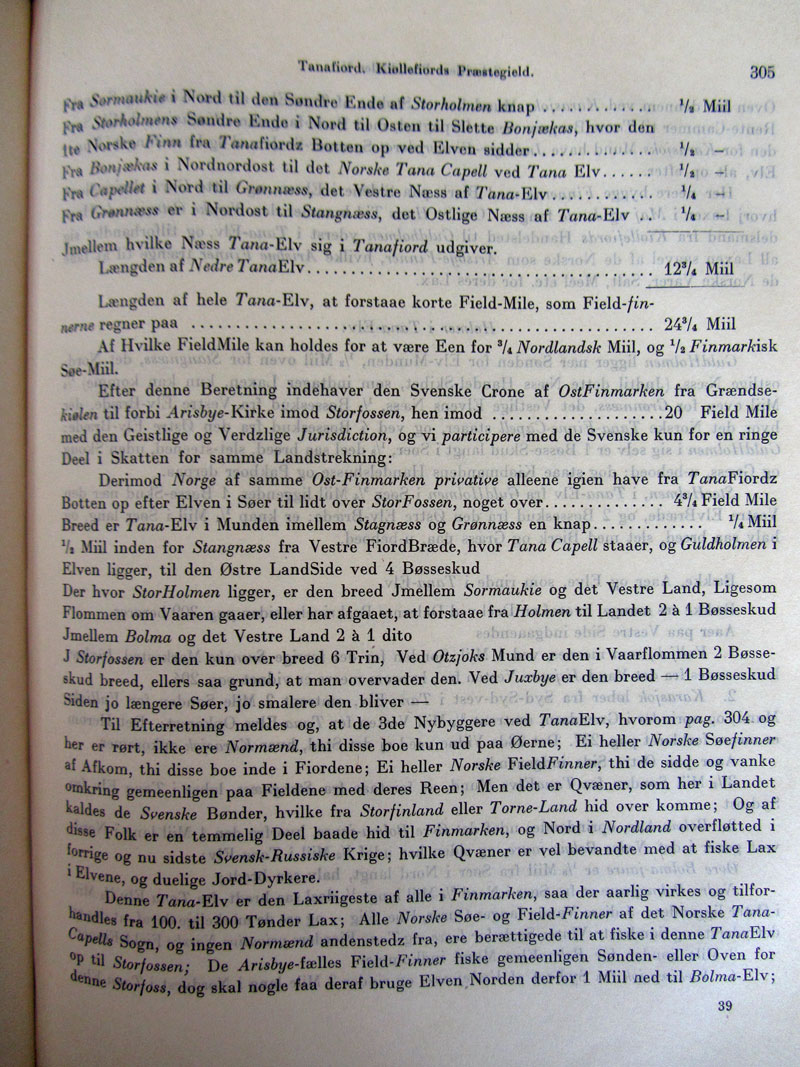 Tanafiord. Kiøllefiords Præstegield. 305
Fra Sormaukie i Nord til den Søndre Ende af Storholmen knap ............ ½ Miil
Fra Storholmens Søndre Ende i Nord til Osten til Slette Bonjækas, hvor den
Norske Finn fra Tanafiordz Botten op ved Elven sidder............... ½ –
Fra Bonjækas i Nordnordost til det Norske Tana Capell ved Tana Elv...... ½ –
Fra Capellet i Nord til Grønnæss, det Vestre Næss af Tana-Elv............ ¼ –
Fra Grønnæss er i Nordost til Stangnæss, det Ostlige Næss af Tana-Elv .. ¼ –
Jmellem hvilke Næss Tana-Elv sig i Tanafiord udgiver.
Længden af Nedre TanaElv........................................ 12¾ Miil
Længden af hele Tana-Elv, at forstaae korte Field-Mile, som Field-fin-
nerne regner paa .................................................... 24¾ Miil
Af Hvilke FieldMile kan holdes for at være Een for ¾ Nordlandsk Miil, og ½ Finmarkisk
Søe-Miil.
Efter denne Beretning indehaver den Svenske Crone af OstFinmarken fra Grændse-
kiølen til forbi Arisbye-Kirke imod Storfossen, hen imod ....................20 Field Mile
med den Geistlige og Verdzlige Jurisdiction, og vi participere med de Svenske kun for en ringe
Deel i Skatten for samme Landstrekning:
Derimod Norge af samme Ost-Finmarken privative alleene igien have fra TanaFiordz
Botten op efter Elven i Søer til lidt over StorFossen, noget over.............. 4¾ Field Mile
Breed er Tana-Elv i Munden imellem Stagnæss og Grønnæss en knap............. ¼ Miil
½ Miil inden for Stangnæss fra Vestre FiordBræde, hvor Tana Capell staaer, og Guldholmen i
Elven ligger, til den Østre LandSide ved 4 Bøsseskud
Der hvor StorHolmen ligger, er den breed Jmellem Sormaukie og det Vestre Land, Ligesom
Flommen om Vaaren gaaer, eller har afgaaet, at forstaae fra Holmen til Landet 2 à 1 Bøsseskud
Jmellem Bolma og det Vestre Land 2 à 1 dito
J Storfossen er den kun over breed 6 Trin, Ved Otzjoks Mund er den i Vaarflommen 2 Bøsse-
skud breed, ellers saa grund, at man overvader den. Ved Juxbye er den breed — 1 Bøsseskud
Siden jo længere Søer, jo smalere den bliver —
Til Efterretning meldes og, at de 3de Nybyggere ved TanaElv, hvorom pag. 304 og
her er rørt, ikke ere Normænd, thi disse boe kun ud paa Øerne; Ei heller Norske Søefinner
af Afkom, thi disse boe inde i Fiordene; Ei heller Norske FieldFinner, thi de sidde og vanke
omkring gemeenligen paa Fieldene med deres Reen; Men det er Qvæner, som her i Landet
kaldes de Svenske Bønder, hvilke fra Storfinland eller Torne-Land hid over komme; Og af
disse Folk er en temmelig Deel baade hid til Finmarken, og Nord i Nordland overfløtted i
forrige og nu sidste Svensk-Russiske Krige; hvilke Qvæner er vel bevandte med at fiske Lax
i Elvene, og duelige Jord-Dyrkere.
Denne Tana-Elv er den Laxriigeste af alle i Finmarken, saa der aarlig virkes og tilfor-
handles fra 100. til 300 Tønder Lax; Alle Norske Søe- og Field-Finner af det Norske Tana-
Capells Sogn, og ingen Normænd andenstedz fra, ere berættigede til at fiske i denne TanaElv
op til Storfossen; De Arisbye-fælles Field-Finner fiske gemeenligen Sønden- eller Oven for
denne Storfoss, dog skal nogle faa deraf bruge Elven Norden derfor 1 Miil ned til Bolma-Elv;
39